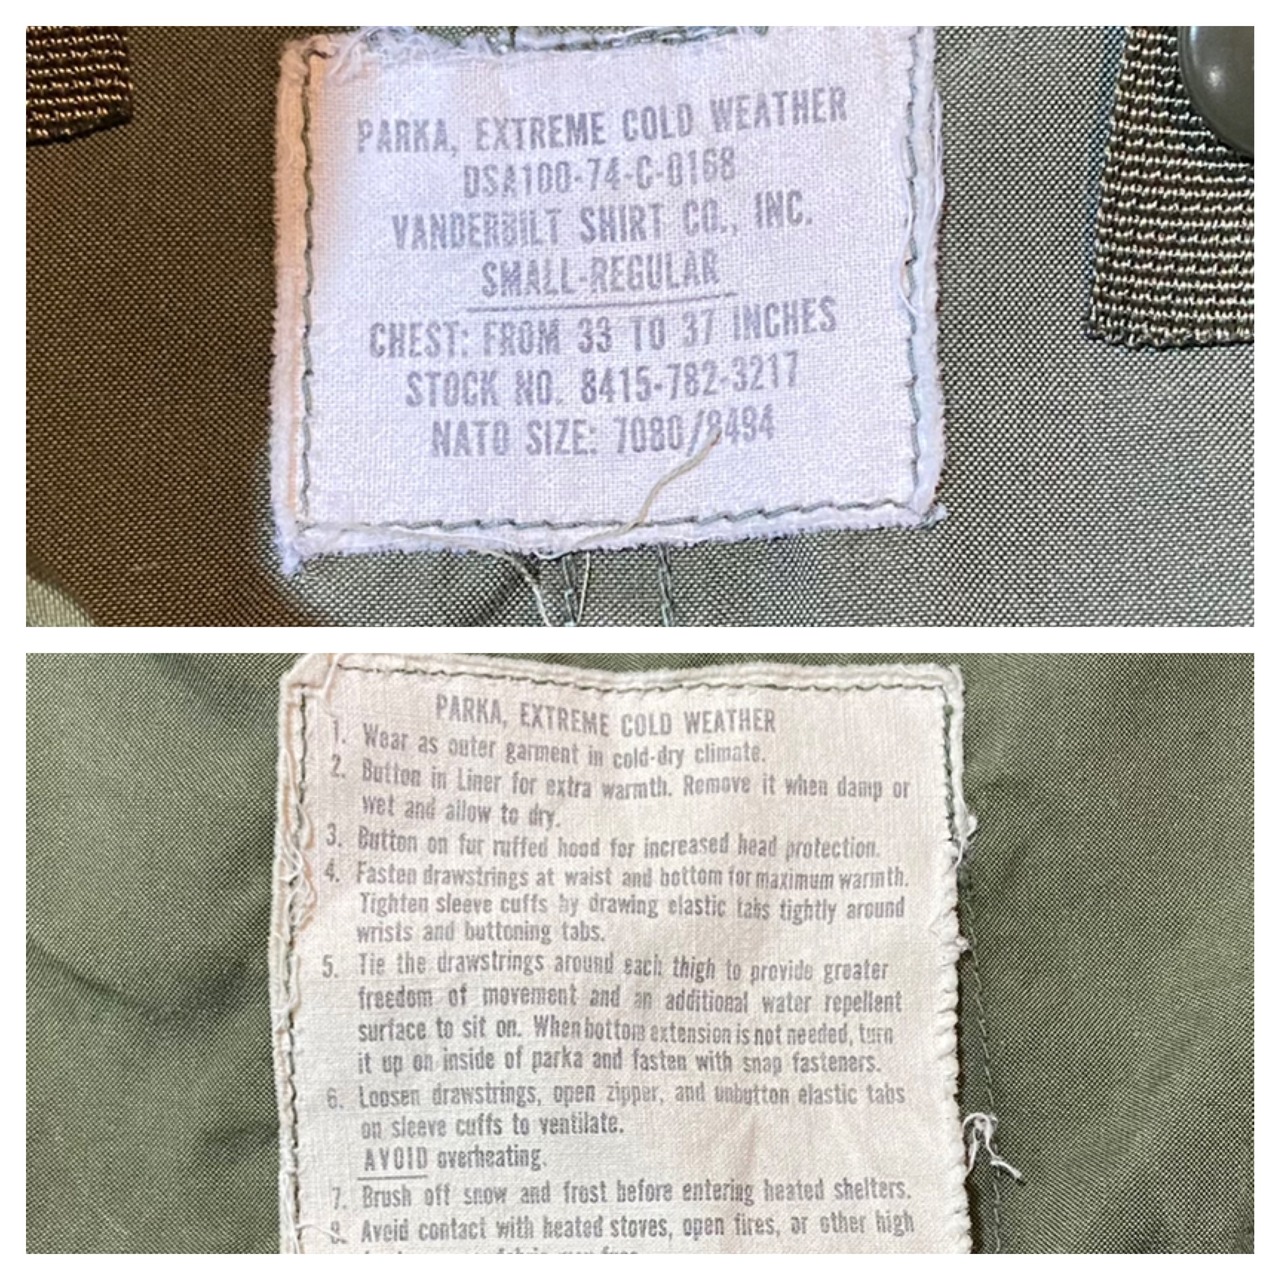 PARKA, EXTREME COLD WEATHER
DSA100-74-C-0168
VANDERBILT SHIRT CO., INC.
SMALL-REGULAR
CHEST: FROM 33 TO 37 INCHES
STOCK NO. 8415-782-3217
NATO SIZE: 7080/8494
PARKA, EXTREME COLD WEATHER
1. Wear as outer garment in cold-dry climate.
2. Button in Liner for extra warmth. Remove it when damp or
wet and allow to dry.
3. Button on fur ruffed hood for increased head protection.
4. Fasten drawstrings at waist and bottom for maximum warmth.
Tighten sleeve cuffs by drawing elastic tabs tightly around
wrists and buttoning tabs.
5. Tie the drawstrings around each thigh to provide greater
freedom of movement and an additional water repellent
surface to sit on. When bottom extension is not needed, turn
it up on inside of parka and fasten with snap fasteners.
6. Loosen drawstrings, open zipper, and unbutton elastic tabs
on sleeve cuffs to ventilate.
AVOID overheating.
7. Brush off snow and frost before entering heated shelters.
8. Avoid contact with heated stoves, open fires, or other high